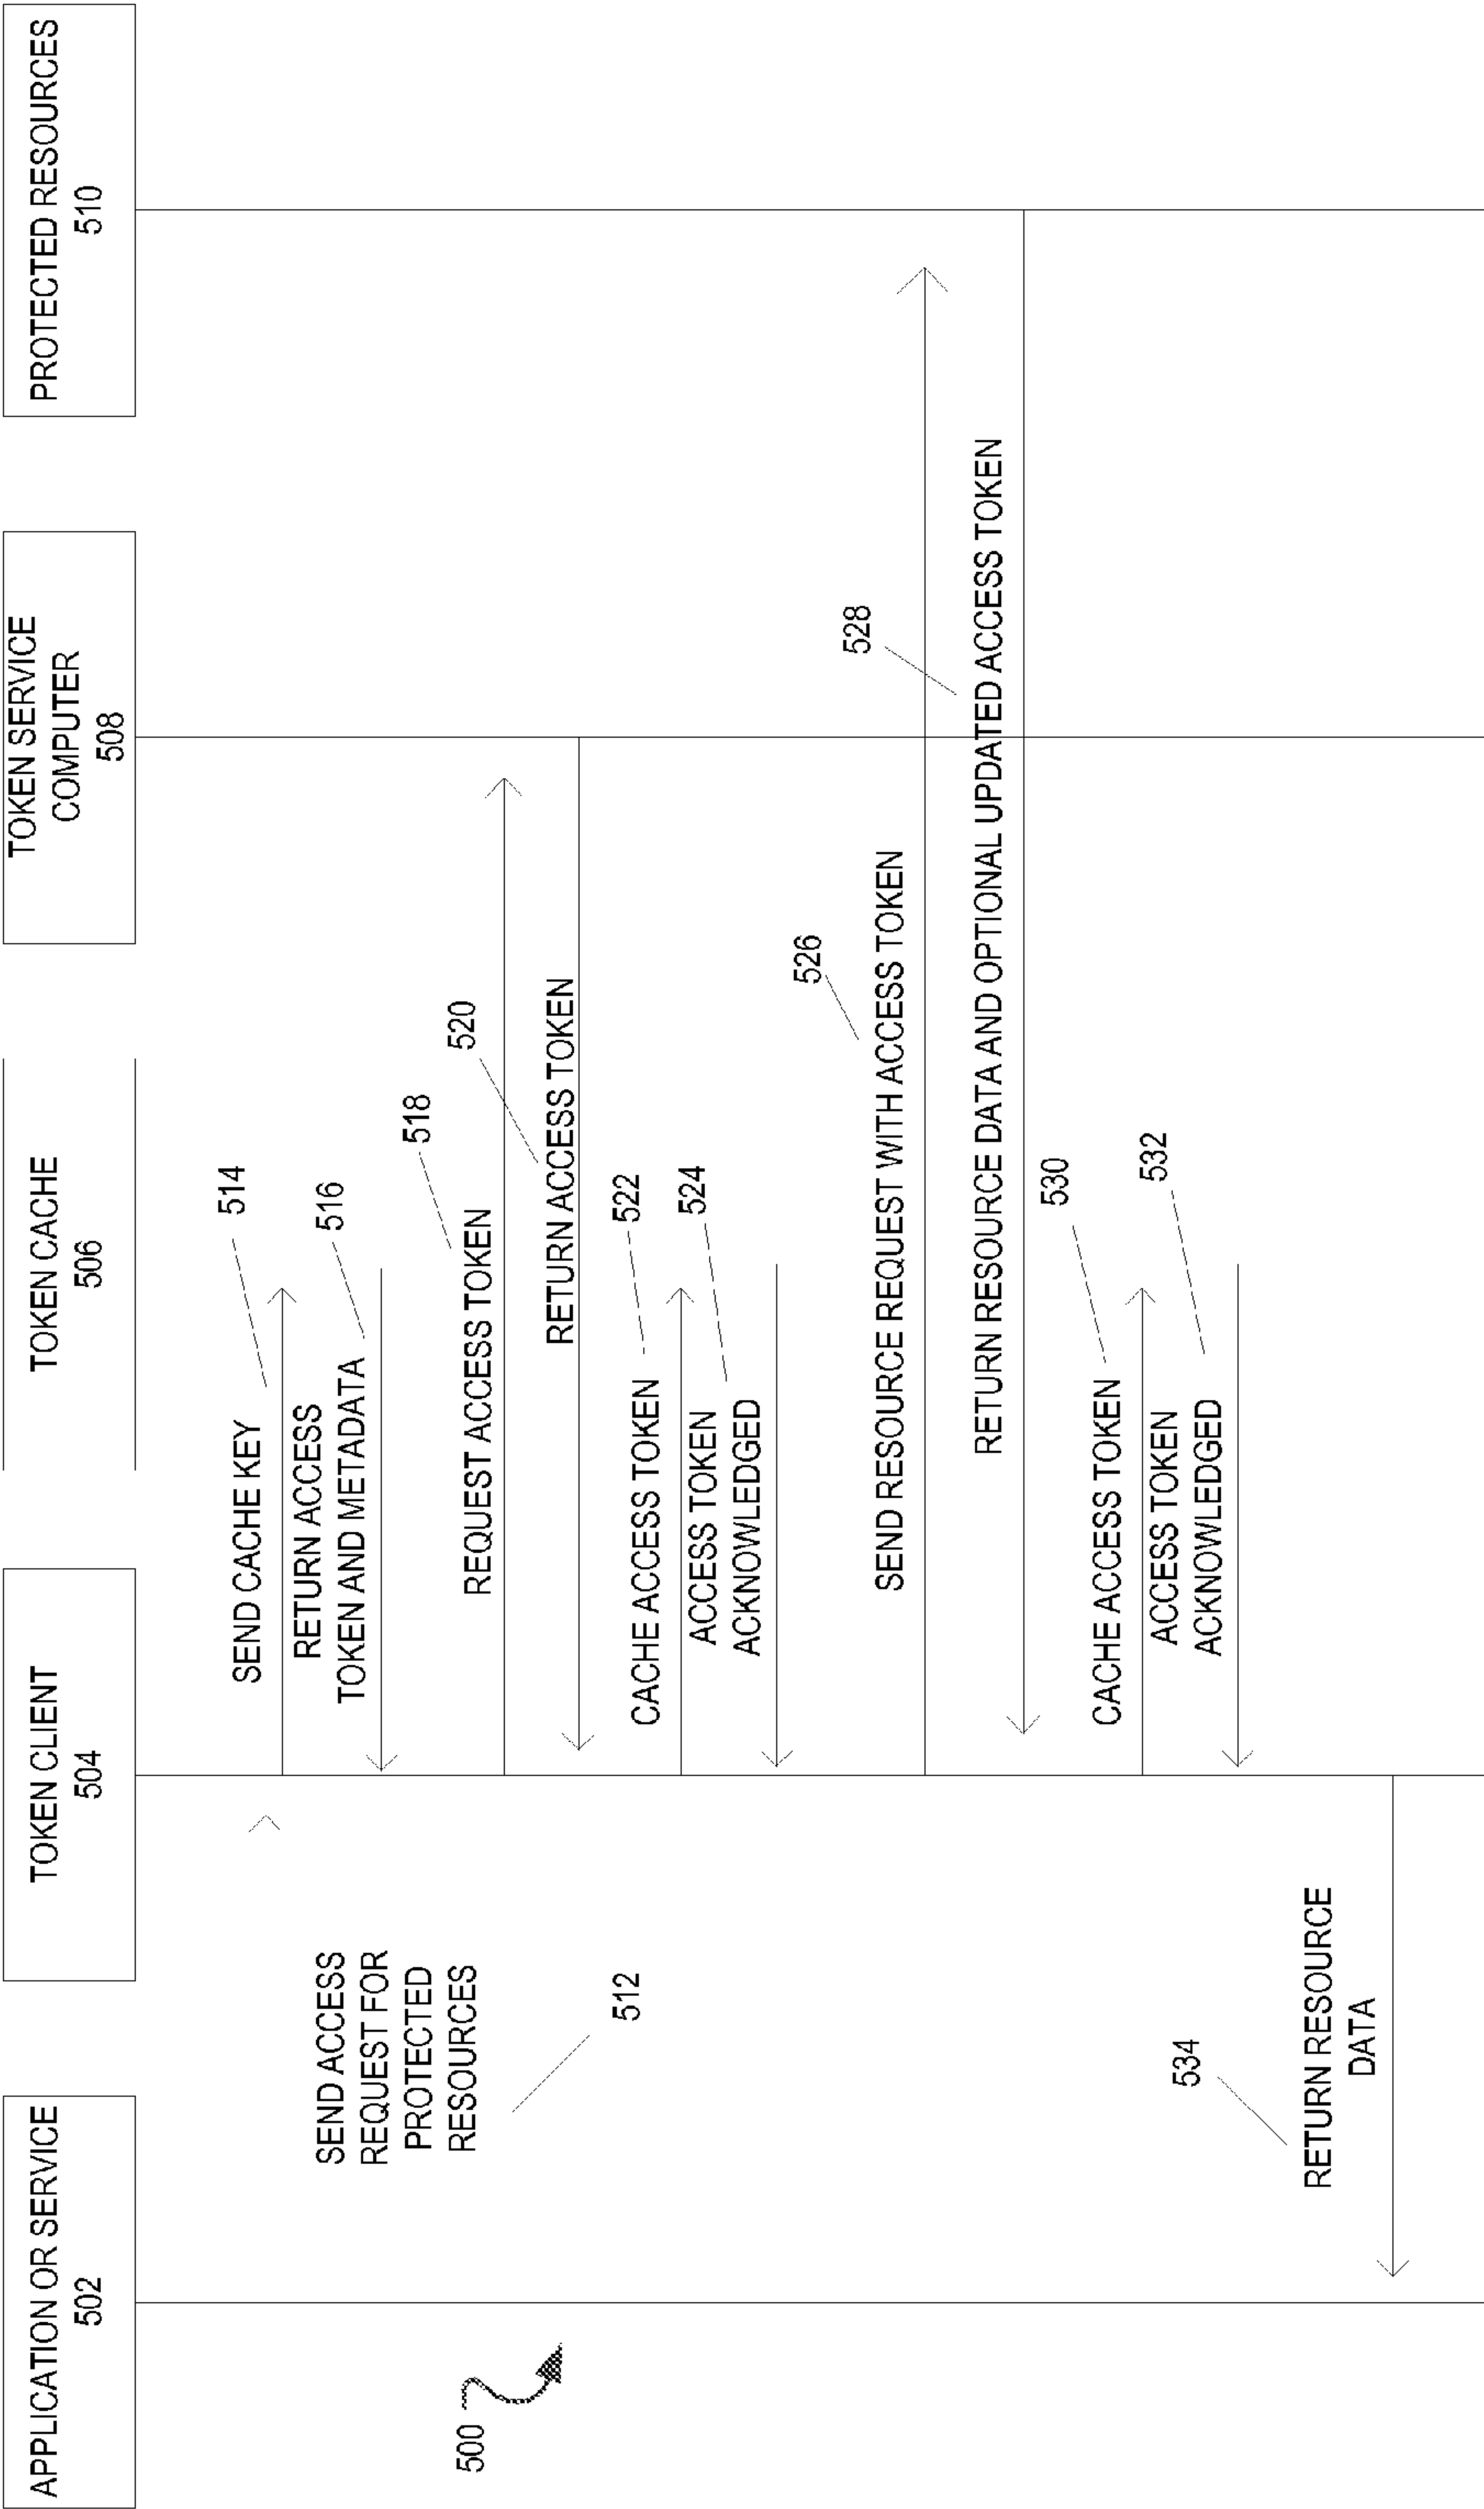 APPLICATION OR SERVICE
502
TOKEN CLIENT
504
TOKEN CACHE
506
TOKEN SERVICE
COMPUTER
508
PROTECTED RESOURCES
510
500
SEND ACCESS
REQUEST FOR
PROTECTED
RESOURCES
512
SEND CACHE KEY
514
RETURN ACCESS
TOKEN AND METADATA
516
REQUEST ACCESS TOKEN
518
RETURN ACCESS TOKEN
520
CACHE ACCESS TOKEN
522
ACCESS TOKEN
ACKNOWLEDGED
524
SEND RESOURCE REQUEST WITH ACCESS TOKEN
526
RETURN RESOURCE DATA AND OPTIONAL UPDATED ACCESS TOKEN
528
CACHE ACCESS TOKEN
530
ACCESS TOKEN
ACKNOWLEDGED
532
RETURN RESOURCE
DATA
534